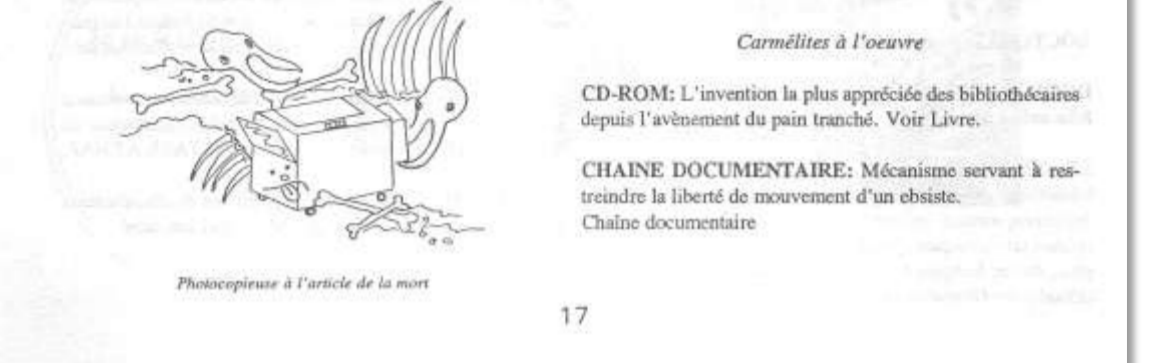 Photocopieuse à l'article de la mort
Carmélites à l'oeuvre
CD-ROM: L'invention la plus appréciée des bibliothécaires
depuis l'avènement du pain tranché. Voir Livre.
CHAINE DOCUMENTAIRE: Mécanisme servant à res-
treindre la liberté de mouvement d'un ebsiste.
Chaîne documentaire
17